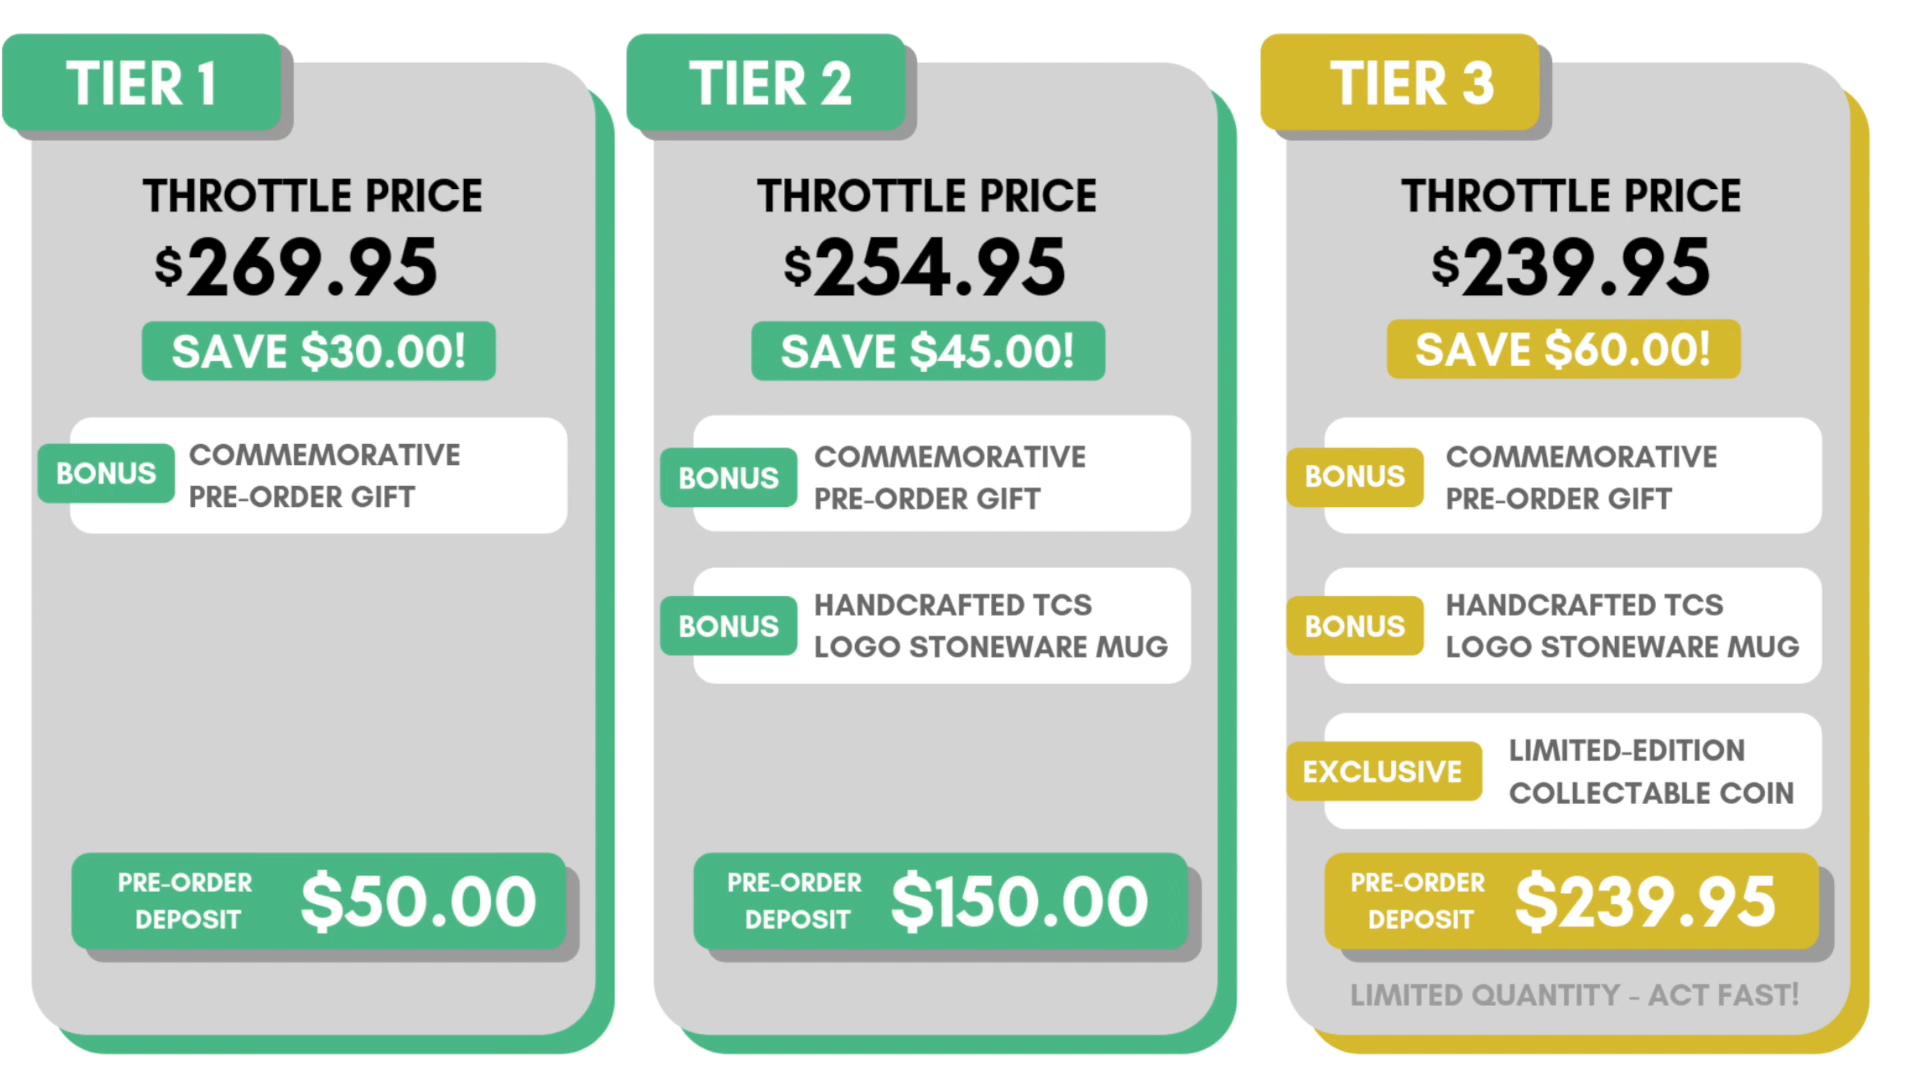 TIER 1
THROTTLE PRICE
$269.95
SAVE $30.00!
BONUS
COMMEMORATIVE
PRE-ORDER GIFT
PRE-ORDER
DEPOSIT
$50.00
TIER 2
THROTTLE PRICE
$254.95
SAVE $45.00!
BONUS
COMMEMORATIVE
PRE-ORDER GIFT
BONUS
HANDCRAFTED TCS
LOGO STONEWARE MUG
PRE-ORDER
DEPOSIT
$150.00
TIER 3
THROTTLE PRICE
$239.95
SAVE $60.00!
BONUS
COMMEMORATIVE
PRE-ORDER GIFT
BONUS
HANDCRAFTED TCS
LOGO STONEWARE MUG
EXCLUSIVE
LIMITED-EDITION
COLLECTABLE COIN
PRE-ORDER
DEPOSIT
$239.95
LIMITED QUANTITY - ACT FAST!